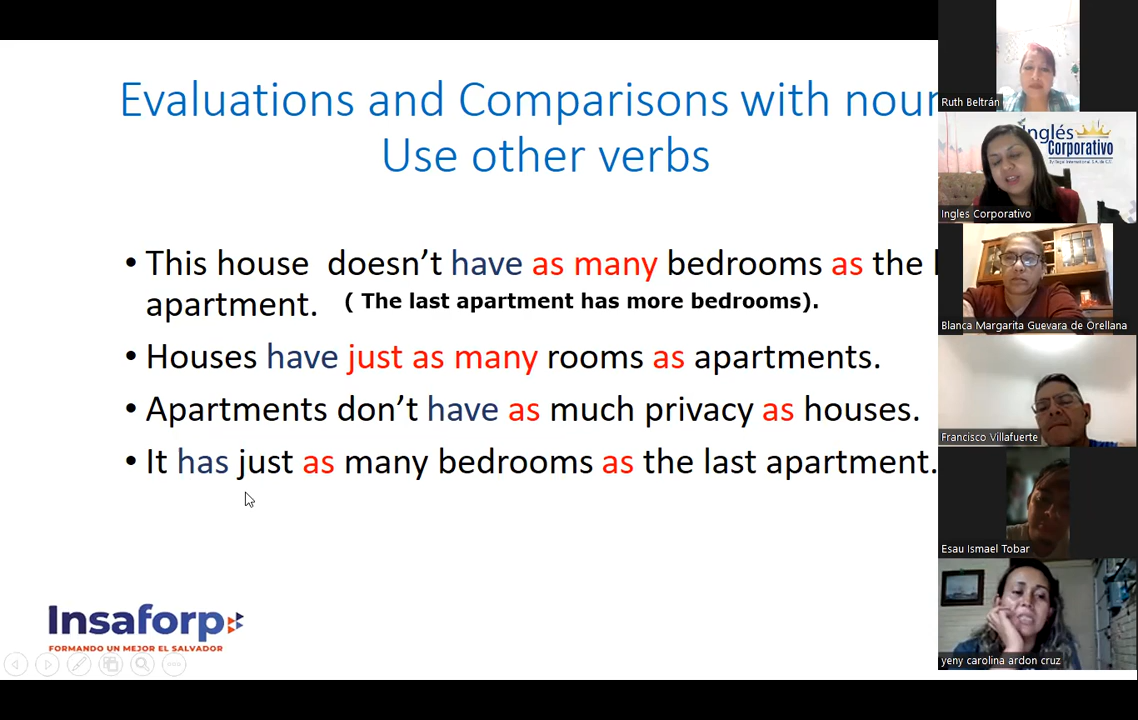 Evaluations and Comparisons with noun
Use other verbs
• This house doesn't have as many bedrooms as the
apartment. ( The last apartment has more bedrooms).
• Houses have just as many rooms as apartments.
• Apartments don't have as much privacy as houses.
• It has just as many bedrooms as the last apartment.
Insaforp
FORMANDO UN MEJOR EL SALVADOR
Ruth Beltrán
Inglés
Corporativo
Ingles Corporativo
Blanca Margarita Guevara de Orellana
Francisco Villafuerte
Esau Ismael Tobar
yeny carolina ardon cruz